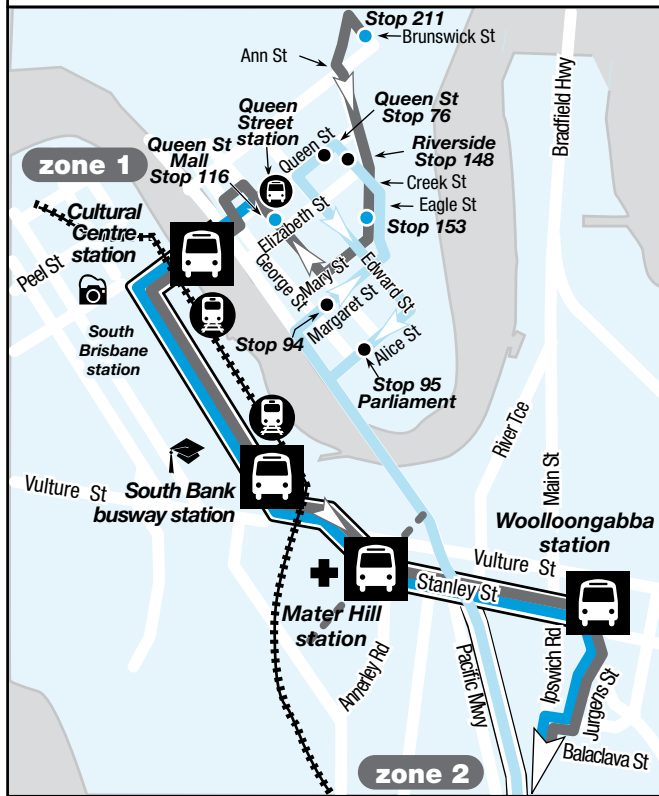 Stop 211
Brunswick St
Ann St
Bradfield Hwy
Queen St
Stop 76
Queen
Street
station
Queen St
Mall
Stop 116
Queen St
Riverside
Stop 148
zone 1
Creek St
Eagle St
Stop 153
Cultural
Centre
station
Elizabeth St
George St
Mary St
Edward St
Margaret St
Peel St
South
Brisbane
station
Stop 94
Alice St
Stop 95
Parliament
River Tce
Main St
Vulture St
South Bank
busway station
Woolloongabba
station
Vulture St
Stanley St
Mater Hill
station
Annerley Rd
Pacific Mwy
Ipswich Rd
Jurgens St
Balaclava St
zone 2